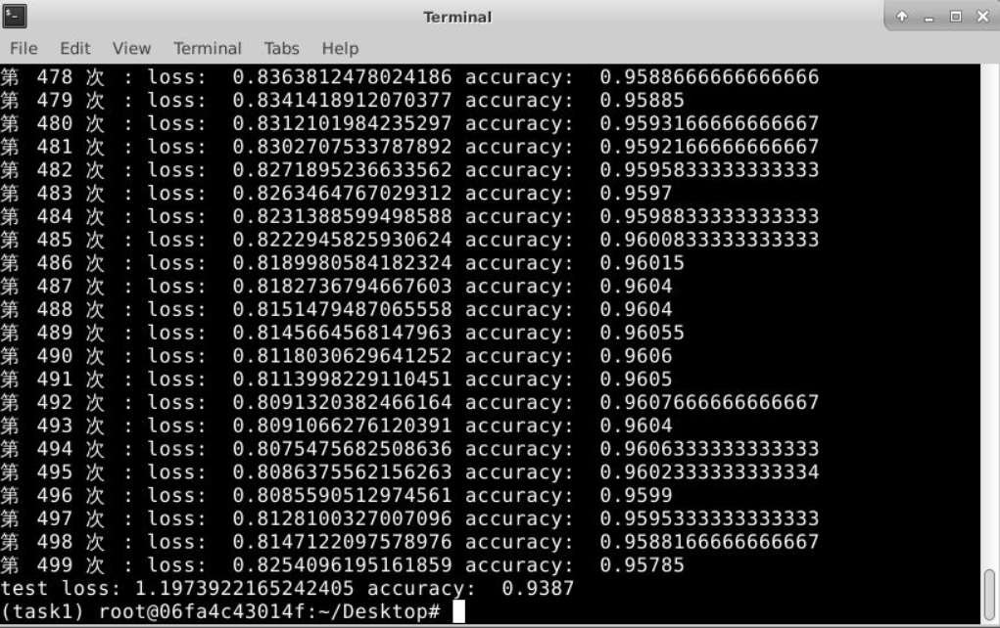 Terminal
File Edit View Terminal Tabs Help
第 478 次 : loss: 0.8363812478024186 accuracy: 0.9588666666666666
第 479 次 : loss: 0.8341418912070377 accuracy: 0.95885
第 480 次 : loss: 0.8312101984235297 accuracy: 0.9593166666666667
第 481 次 : loss: 0.8302707533787892 accuracy: 0.9592166666666667
第 482 次 : loss: 0.8271895236633562 accuracy: 0.9595833333333333
第 483 次 : loss: 0.8263464767029312 accuracy: 0.9597
第 484 次 : loss: 0.8231388599498588 accuracy: 0.9598833333333333
第 485 次 : loss: 0.8222945825930624 accuracy: 0.9600833333333333
第 486 次 : loss: 0.8189980584182324 accuracy: 0.96015
第 487 次 : loss: 0.8182736794667603 accuracy: 0.9604
第 488 次 : loss: 0.8151479487065558 accuracy: 0.9604
第 489 次 : loss: 0.8145664568147963 accuracy: 0.96055
第 490 次 : loss: 0.8118030629641252 accuracy: 0.9606
第 491 次 : loss: 0.8113998229110451 accuracy: 0.9605
第 492 次 : loss: 0.8091320382466164 accuracy: 0.9607666666666667
第 493 次 : loss: 0.8091066276120391 accuracy: 0.9604
第 494 次 : loss: 0.8075475682508636 accuracy: 0.9606333333333333
第 495 次 : loss: 0.8086375562156263 accuracy: 0.9602333333333334
第 496 次 : loss: 0.8085590512974561 accuracy: 0.9599
第 497 次 : loss: 0.8128100327007096 accuracy: 0.9595333333333333
第 498 次 : loss: 0.8147122097578976 accuracy: 0.9588166666666667
第 499 次 : loss: 0.8254096195161859 accuracy: 0.95785
test loss: 1.1973922165242405 accuracy: 0.9387
(task1) root@06fa4c43014f:~/Desktop#